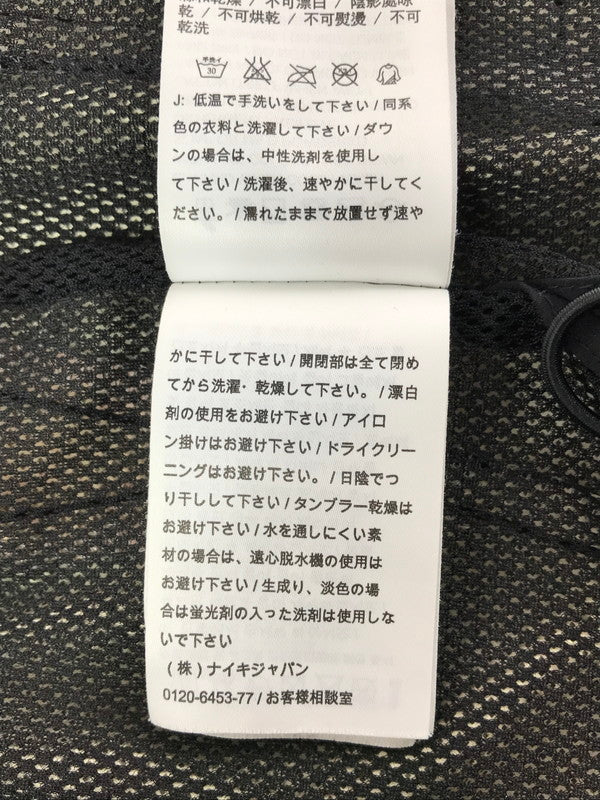 乾燥 / 不可漂白 / 陰影處晾
乾 / 不可烘乾 / 不可熨燙 / 不可
乾洗
手洗イ
30
J: 低温で手洗いをして下さい / 同系
色の衣料と洗濯して下さい / ダウ
ンの場合は、中性洗剤を使用し
て下さい / 洗濯後、速やかに干してく
ださい。/ 濡れたままで放置せず速や
かに干して下さい / 開閉部は全て閉め
てから洗濯・乾燥して下さい。/ 漂白
剤の使用をお避け下さい / アイロ
ン掛けはお避け下さい / ドライクリー
ニングはお避け下さい。/ 日陰でつ
り干しして下さい / タンブラー乾燥は
お避け下さい / 水を通しにくい素
材の場合は、遠心脱水機の使用は
お避け下さい / 生成り、淡色の場
合は蛍光剤の入った洗剤は使用しな
いで下さい
(株) ナイキジャパン
0120-6453-77 / お客様相談室